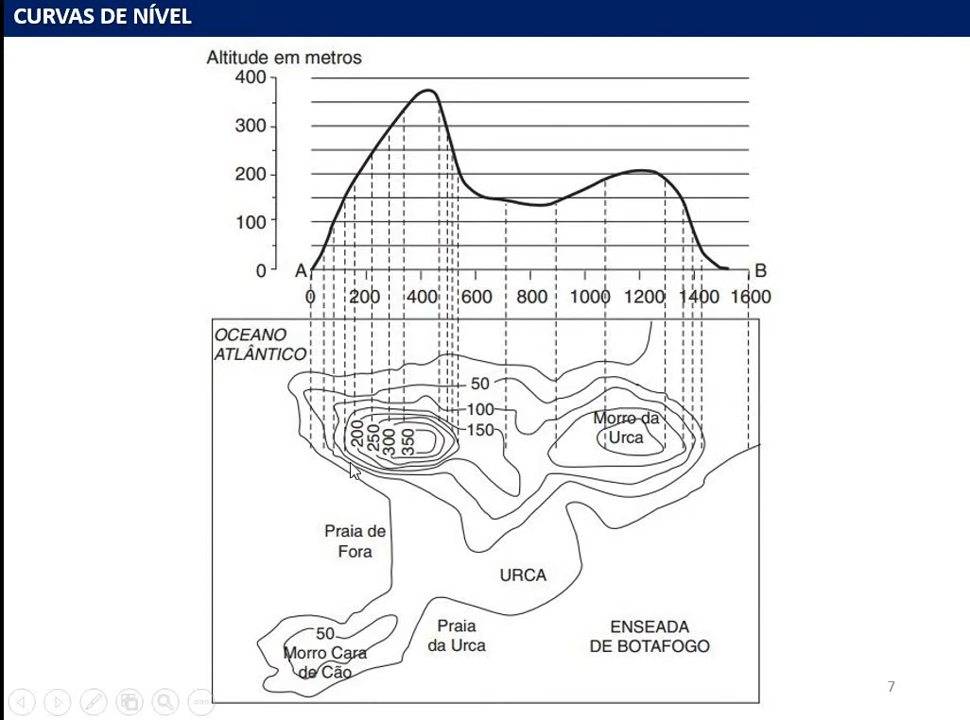 CURVAS DE NÍVEL
Altitude em metros
400
300
200
100
0
A
B
0 200 400 600 800 1000 1200 1400 1600
OCEANO
ATLÂNTICO
50
100
150
200
250
300
350
Morro da
Urca
Praia de
Fora
URCA
50
Morro Cara
de Cão
Praia
da Urca
ENSEADA
DE BOTAFOGO
7